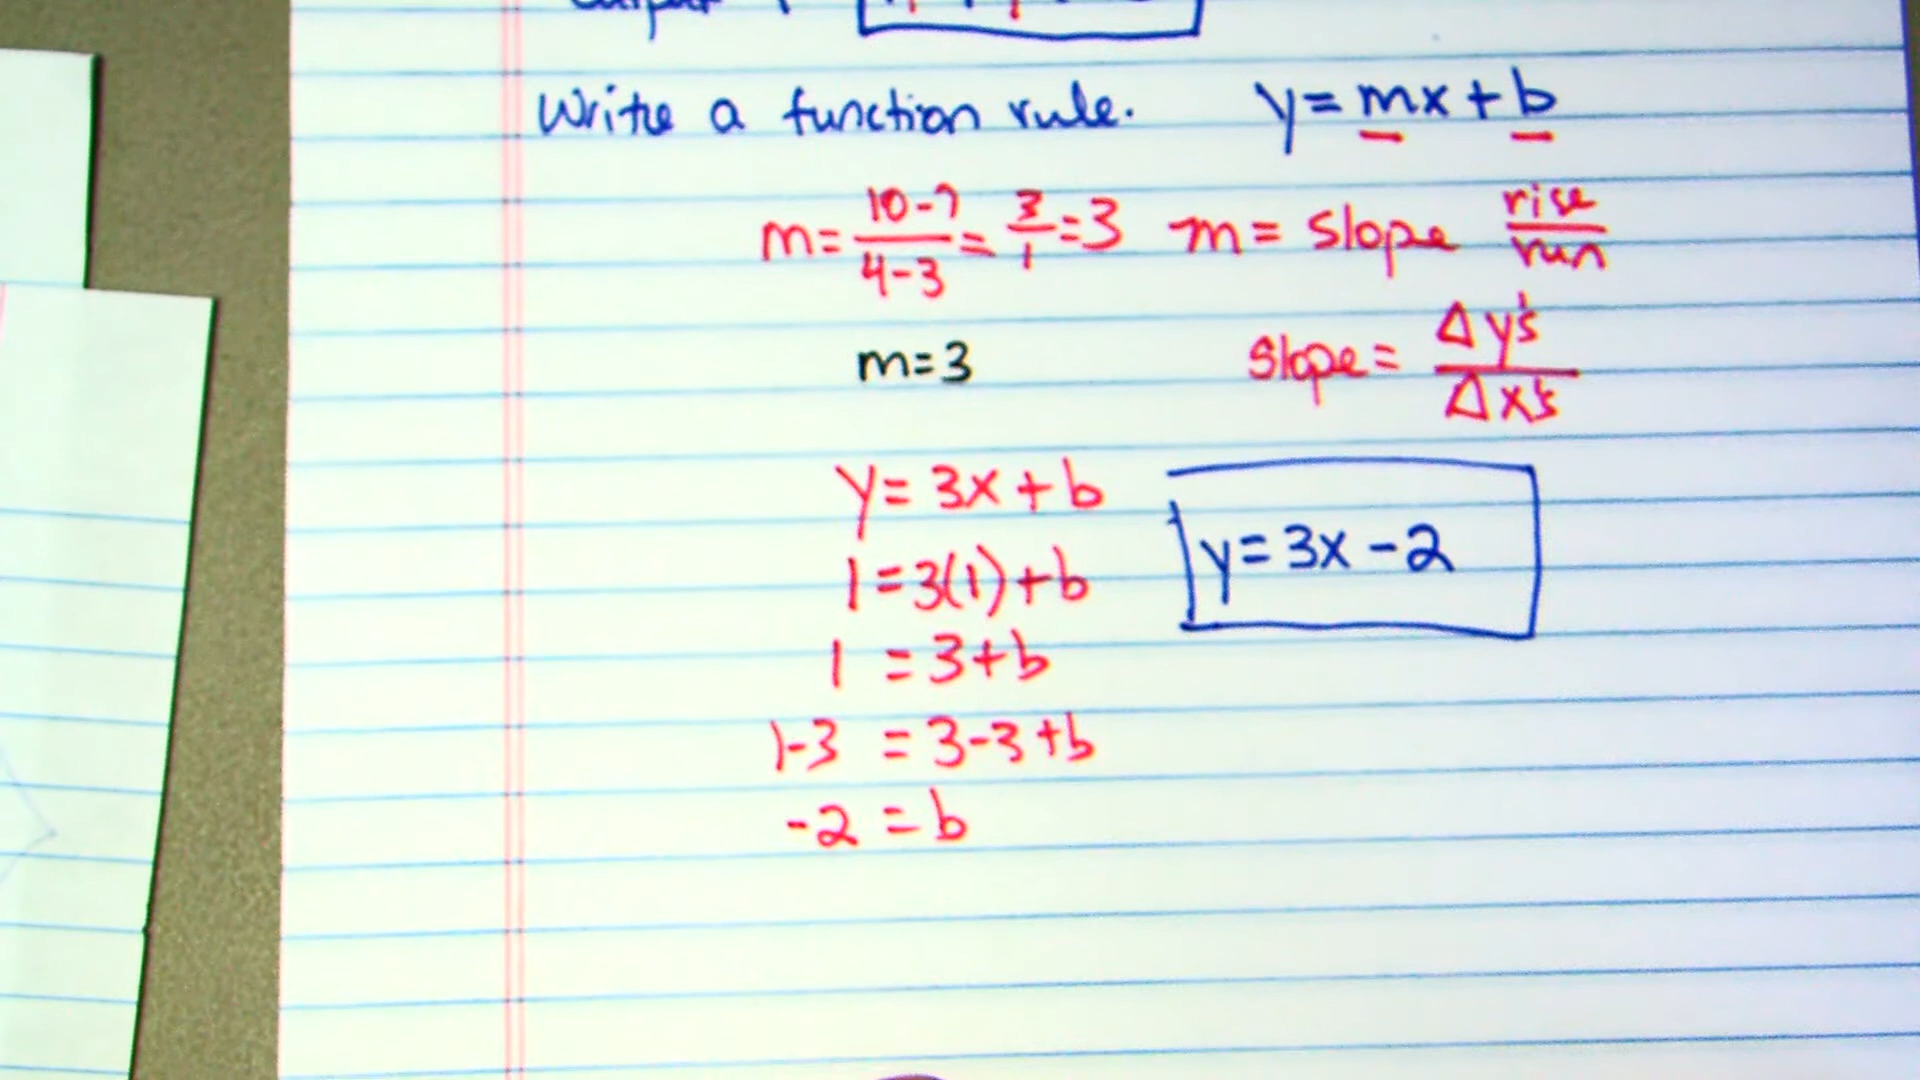 output
Write a function rule. y = mx + b
m = 10-7 / 4-3 = 3/1 = 3 m = slope rise/run
m = 3 slope = Δy's / Δx's
y = 3x + b
y = 3x - 2
1 = 3(1) + b
1 = 3 + b
1-3 = 3-3+b
-2 = b